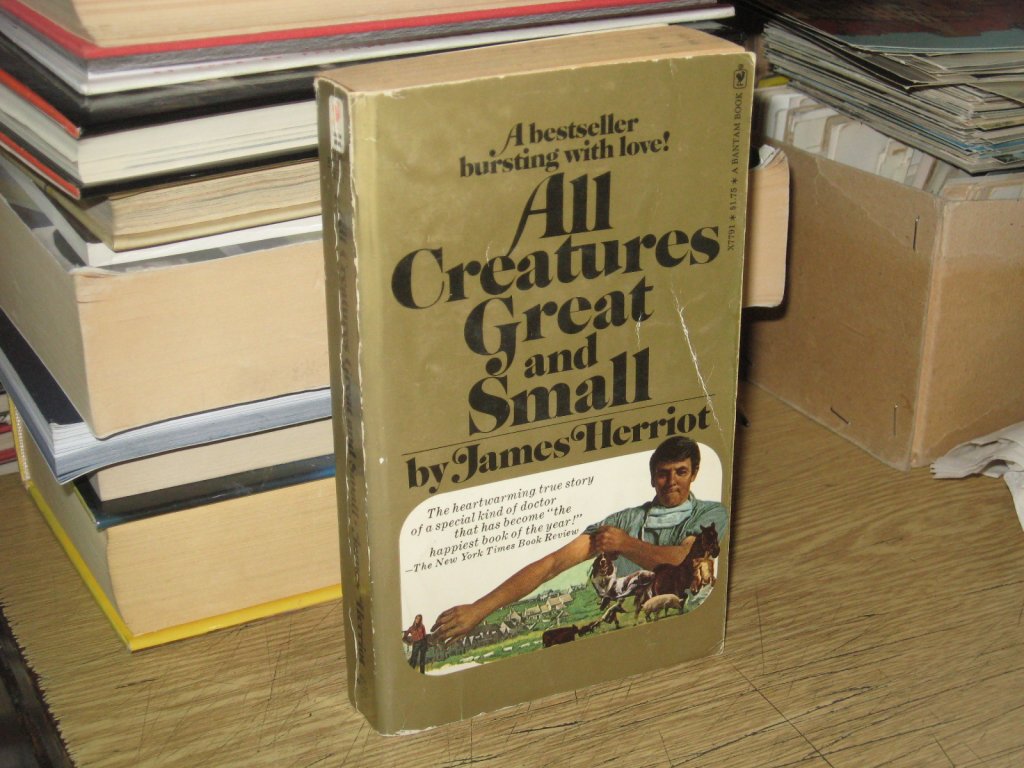 A bestseller
bursting with love!
All
Creatures
Great
and
Small
by James Herriot
The heartwarming true story
of a special kind of doctor
that has become "the
happiest book of the year!"
—The New York Times Book Review
X7791 ★ $1.75 ★ A BANTAM BOOK